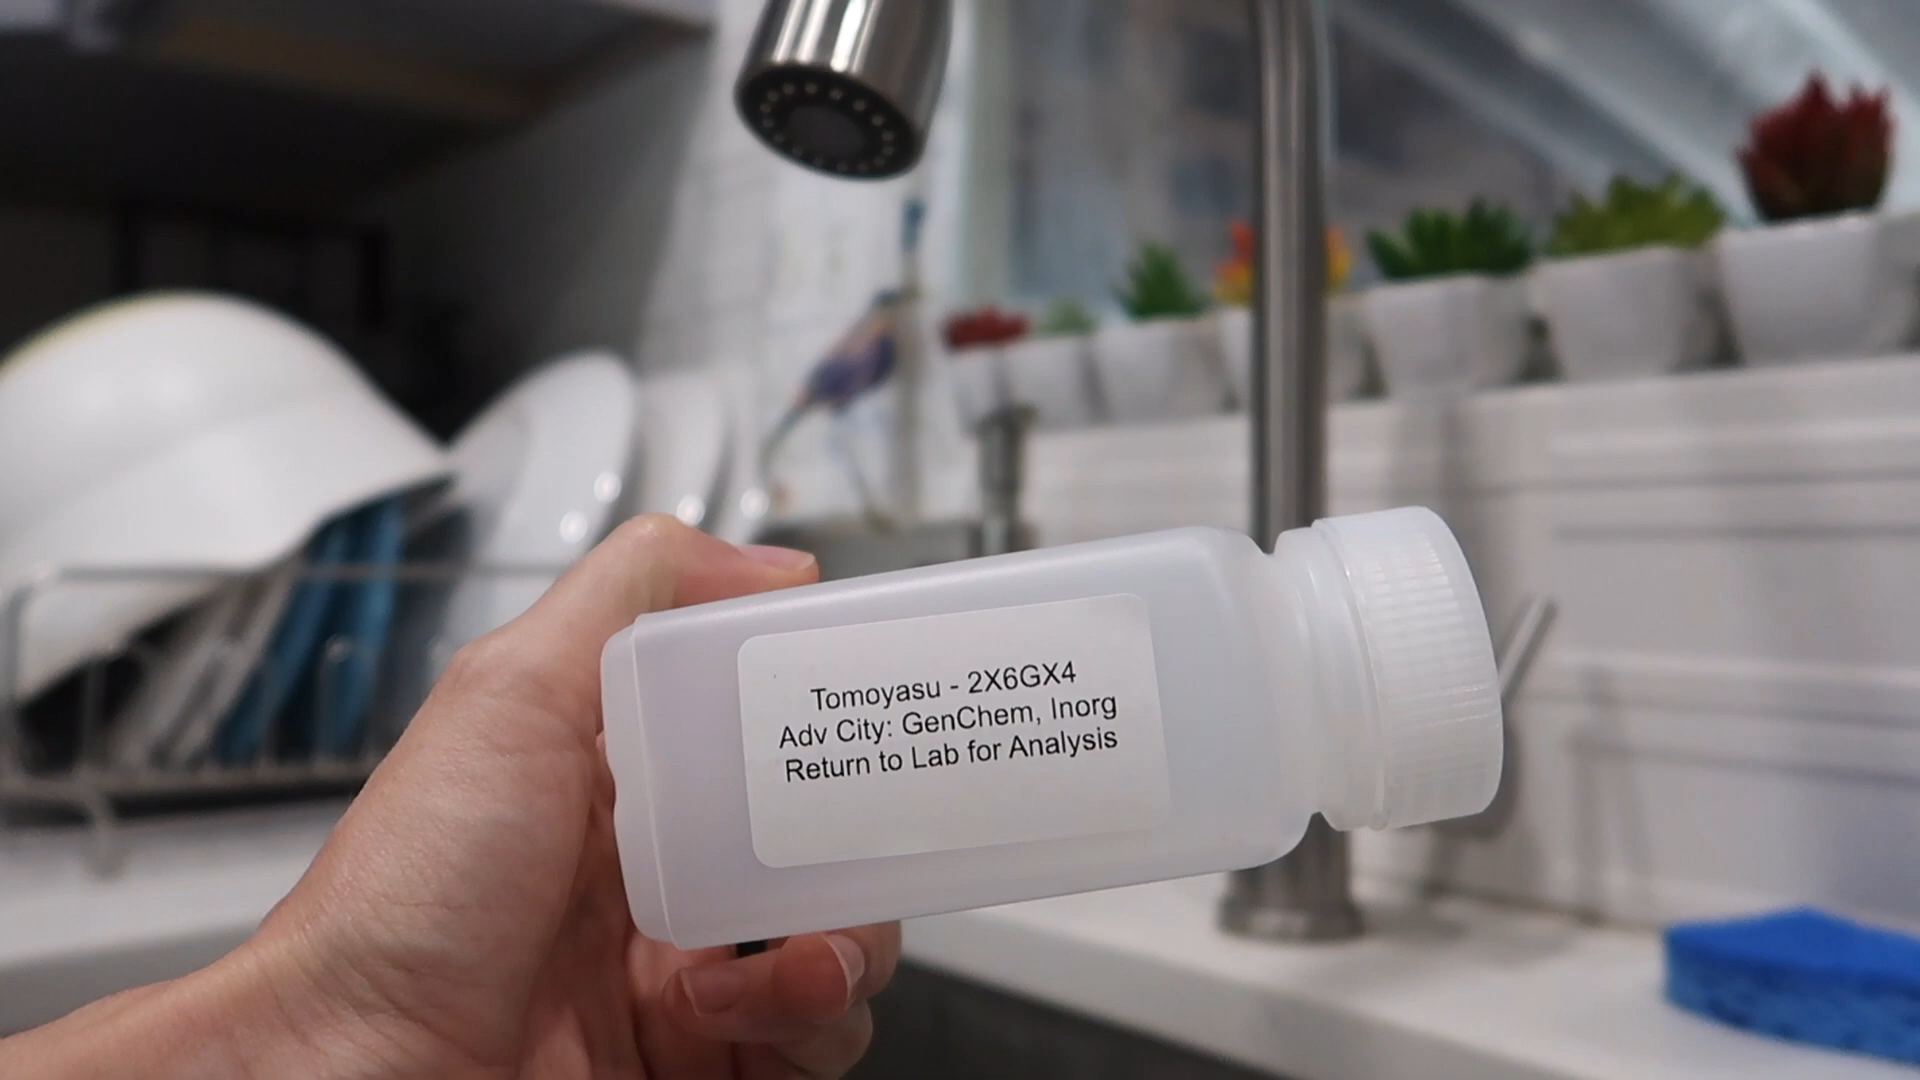 Tomoyasu - 2X6GX4
Adv City: GenChem, Inorg
Return to Lab for Analysis